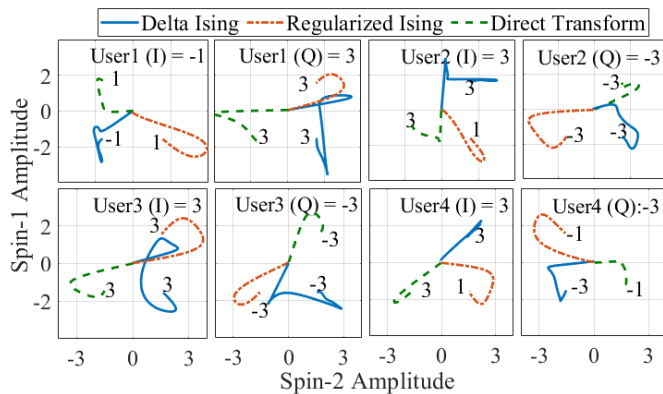 Delta Ising Regularized Ising Direct Transform
User1 (I) = -1 User1 (Q) = 3 User2 (I) = 3 User2 (Q) = -3
2 1 3 3 -3
0
-2 -1 1 3 3 3 1 -3 -3
User3 (I) = 3 User3 (Q) = -3 User4 (I) = 3 User4 (Q):-3
2 3 -3 2 -1
0
-2 3 3 -3 -3 3 1 -3 -1
-3 0 3 -3 0 3 -3 0 3 -3 0 3
Spin-1 Amplitude
Spin-2 Amplitude